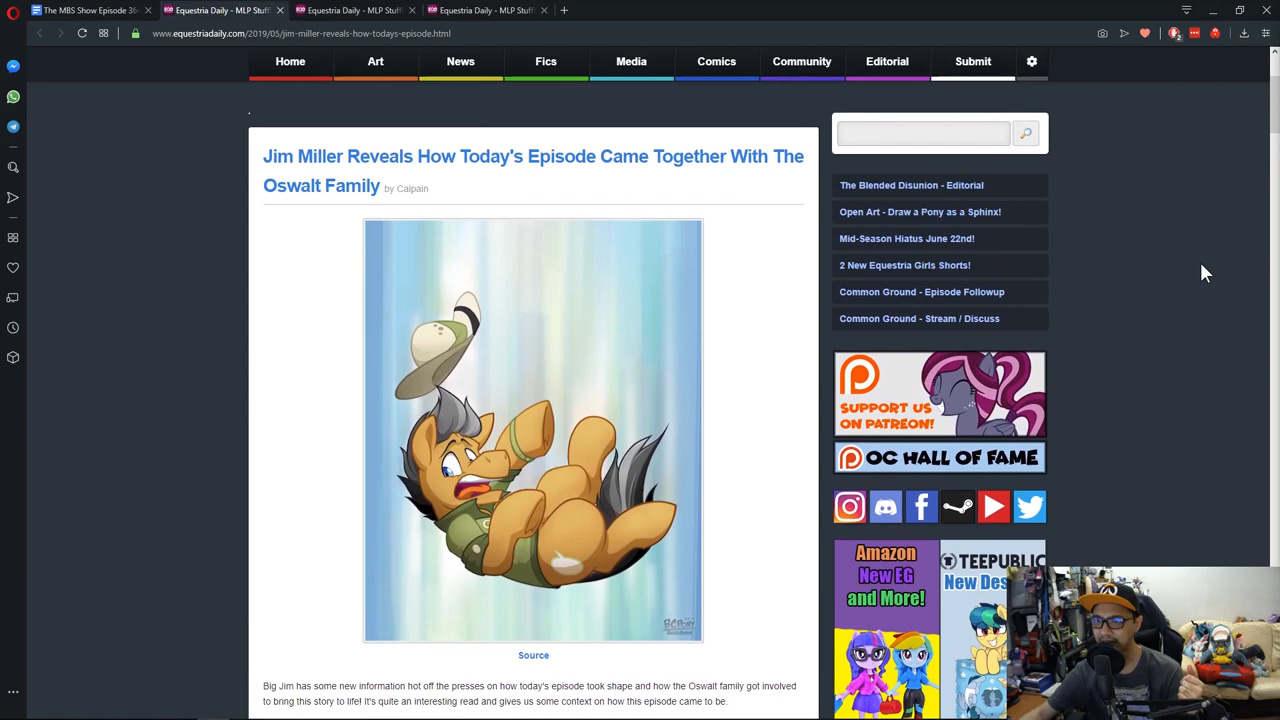 The MBS Show Episode 36
Equestria Daily - MLP Stuff
Equestria Daily - MLP Stuff
Equestria Daily - MLP Stuff
www.equestriadaily.com/2019/05/jim-miller-reveals-how-todays-episode.html
2
Home
Art
News
Fics
Media
Comics
Community
Editorial
Submit
Jim Miller Reveals How Today's Episode Came Together With The
Oswalt Family by Calpain
Source
Big Jim has some new information hot off the presses on how today's episode took shape and how the Oswalt family got involved
to bring this story to life! It's quite an interesting read and gives us some context on how this episode came to be.
The Blended Disunion - Editorial
Open Art - Draw a Pony as a Sphinx!
Mid-Season Hiatus June 22nd!
2 New Equestria Girls Shorts!
Common Ground - Episode Followup
Common Ground - Stream / Discuss
SUPPORT US
ON PATREON!
OC HALL OF FAME
Amazon
New EG
and More!
TEEPUBLIC
New Des